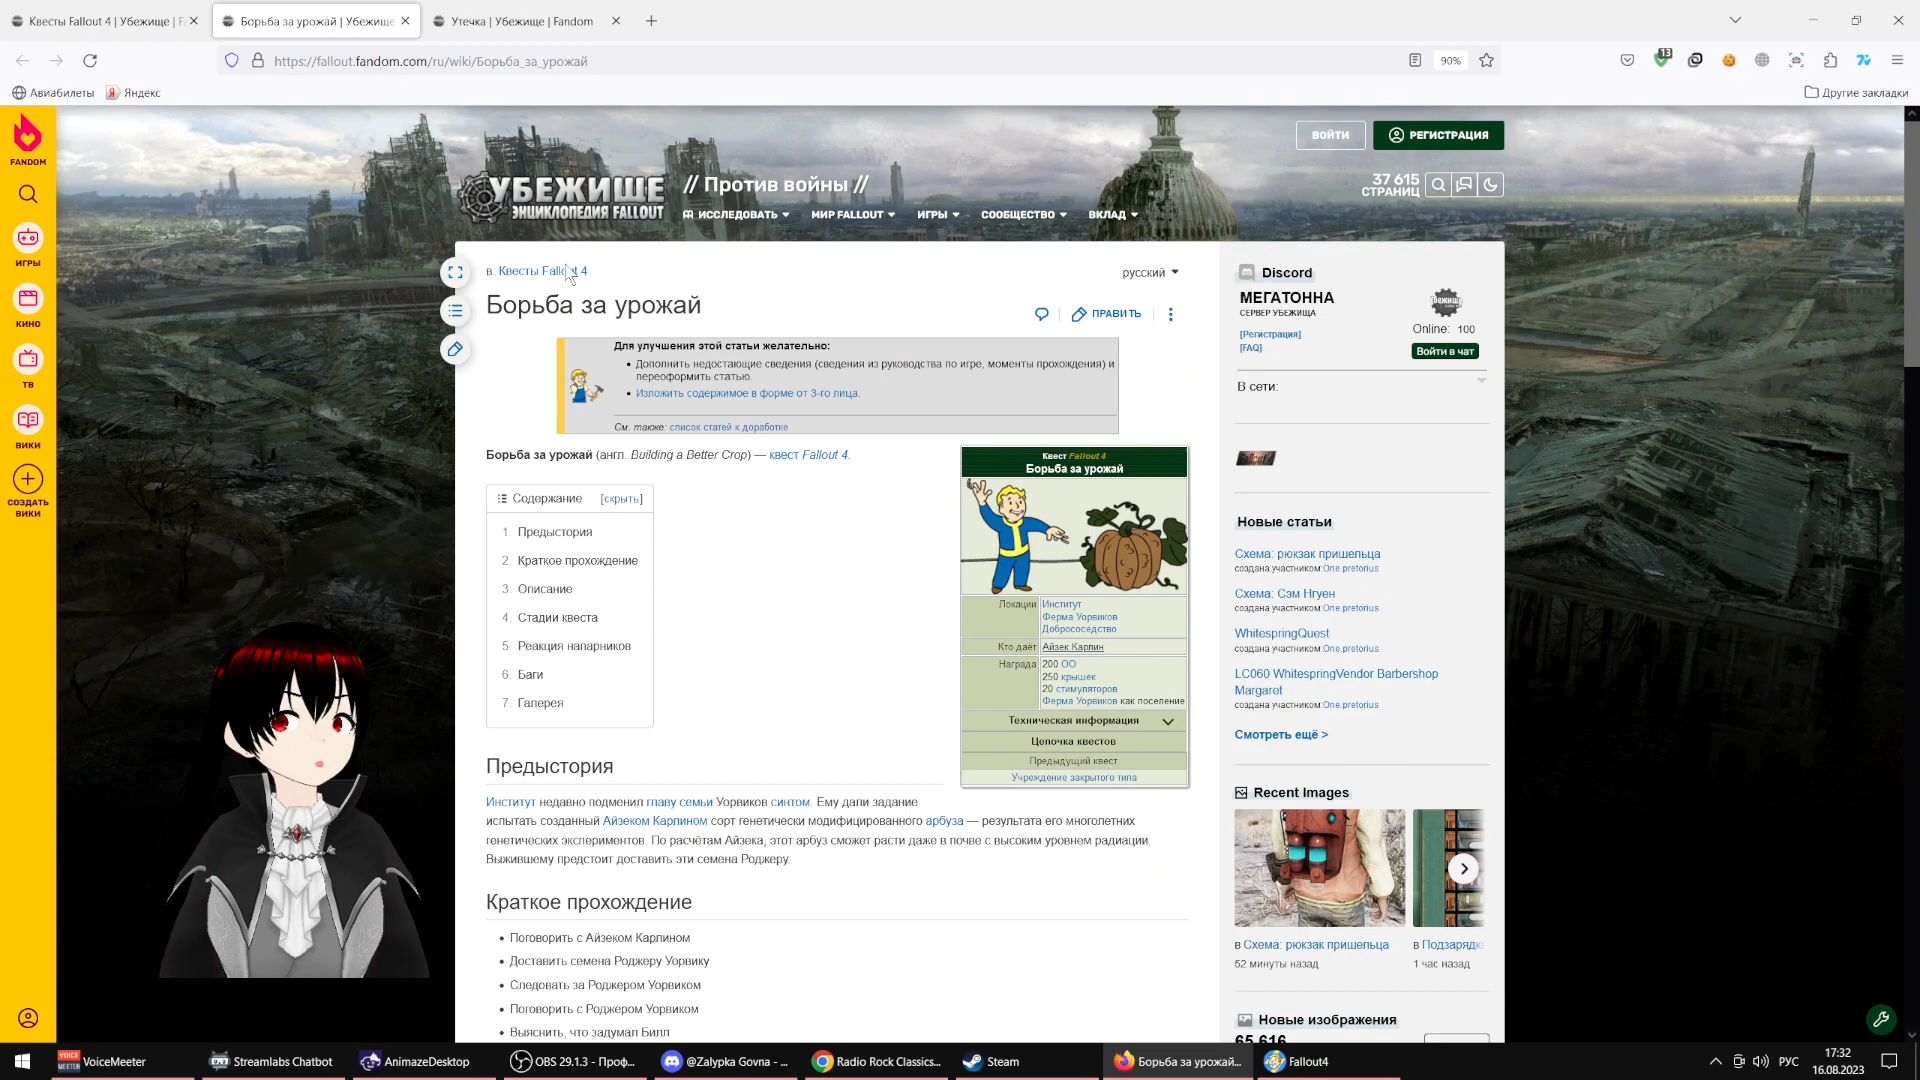 Квесты Fallout 4 | Убежище | F
Борьба за урожай | Убежище
Утечка | Убежище | Fandom
https://fallout.fandom.com/ru/wiki/Борьба_за_урожай
90%
13
Авиабилеты
Яндекс
Другие закладки
FANDOM
ИГРЫ
КИНО
ТВ
ВИКИ
СОЗДАТЬ ВИКИ
ВОЙТИ
РЕГИСТРАЦИЯ
УБЕЖИЩЕ
ЭНЦИКЛОПЕДИЯ FALLOUT
// Против войны //
37 615
СТРАНИЦ
ИССЛЕДОВАТЬ
МИР FALLOUT
ИГРЫ
СООБЩЕСТВО
ВКЛАД
в: Квесты Fallout 4
русский
Борьба за урожай
ПРАВИТЬ
Для улучшения этой статьи желательно:
Дополнить недостающие сведения (сведения из руководства по игре, моменты прохождения) и
переоформить статью.
Изложить содержимое в форме от 3-го лица.
См. также: список статей к доработке
Борьба за урожай (англ. Building a Better Crop) — квест Fallout 4.
Содержание [скрыть]
1. Предыстория
2. Краткое прохождение
3. Описание
4. Стадии квеста
5. Реакция напарников
6. Баги
7. Галерея
Квест Fallout 4
Борьба за урожай
Локации
Институт
Ферма Уорвиков
Добрососедство
Кто даёт Айзек Карлин
Награда
200 ОО
250 крышек
20 стимуляторов
Ферма Уорвиков как поселение
Техническая информация
Цепочка квестов
Предыдущий квест
Учреждение закрытого типа
Предыстория
Институт недавно подменил главу семьи Уорвиков синтом. Ему дали задание
испытать созданный Айзеком Карлином сорт генетически модифицированного арбуза — результата его многолетних
генетических экспериментов. По расчётам Айзека, этот арбуз сможет расти даже в почве с высоким уровнем радиации.
Выжившему предстоит доставить эти семена Роджеру.
Краткое прохождение
Поговорить с Айзеком Карлином
Доставить семена Роджеру Уорвику
Следовать за Роджером Уорвиком
Поговорить с Роджером Уорвиком
Выяснить, что задумал Билл
Discord
МЕГАТОННА
СЕРВЕР УБЕЖИЩА
[Регистрация]
[FAQ]
убежище
Online: 100
Войти в чат
В сети:
Новые статьи
Схема: рюкзак пришельца
создана участником:One.pretorius
Схема: Сэм Нгуен
создана участником:One.pretorius
WhitespringQuest
создана участником:One.pretorius
LC060 WhitespringVendor Barbershop
Margaret
создана участником:One.pretorius
Смотреть ещё >
Recent Images
в Схема: рюкзак пришельца
52 минуты назад
в Подзарядк
1 час назад
Новые изображения
65 616
VOICE MEETER
VoiceMeeter
Streamlabs Chatbot
AnimazeDesktop
OBS 29.1.3 - Проф...
@Zalypka Govna - ...
Radio Rock Classics...
Steam
Борьба за урожай...
Fallout4
РУС
17:32
16.08.2023